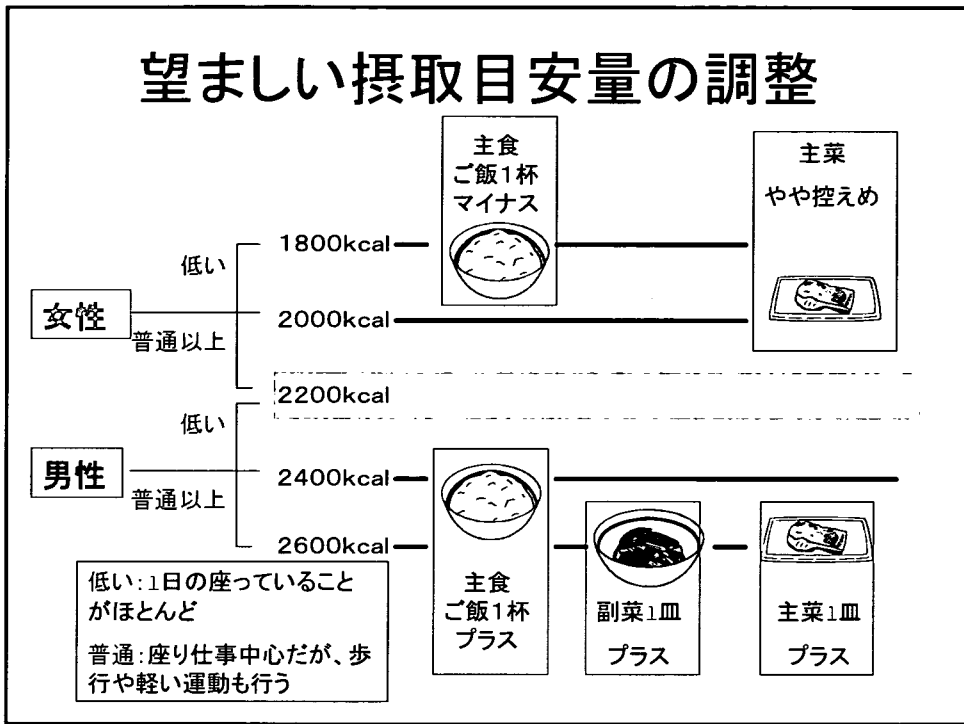 望ましい摂取目安量の調整
主食
ご飯1杯
マイナス
主菜
やや控えめ
1800kcal
低い
女性
2000kcal
普通以上
2200kcal
低い
男性
2400kcal
普通以上
2600kcal
主食
ご飯1杯
プラス
副菜1皿
プラス
主菜1皿
プラス
低い:1日の座っていること
がほとんど
普通:座り仕事中心だが、歩
行や軽い運動も行う